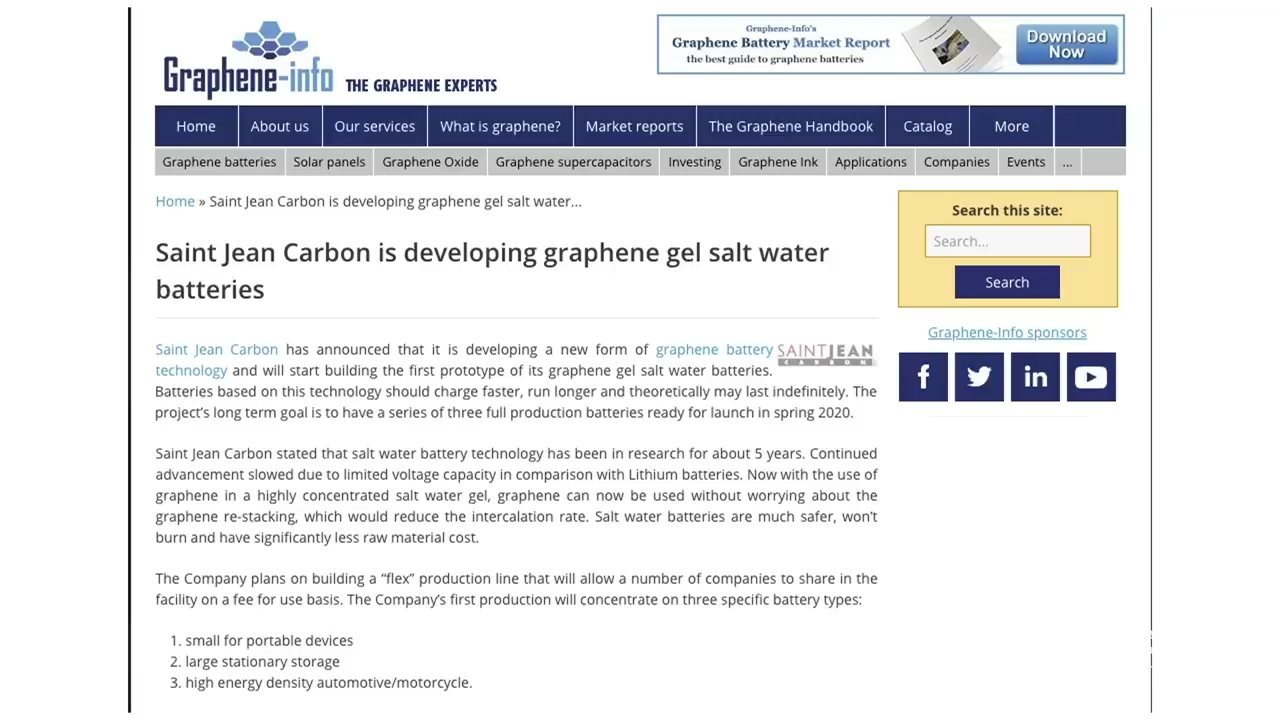 Graphene-info THE GRAPHENE EXPERTS
Graphene-Info's
Graphene Battery Market Report
the best guide to graphene batteries
Download
Now
Home About us Our services What is graphene? Market reports The Graphene Handbook Catalog More
Graphene batteries Solar panels Graphene Oxide Graphene supercapacitors Investing Graphene Ink Applications Companies Events ...
Home » Saint Jean Carbon is developing graphene gel salt water...
Saint Jean Carbon is developing graphene gel salt water
batteries
Saint Jean Carbon has announced that it is developing a new form of graphene battery
technology and will start building the first prototype of its graphene gel salt water batteries.
Batteries based on this technology should charge faster, run longer and theoretically may last indefinitely. The
project's long term goal is to have a series of three full production batteries ready for launch in spring 2020.
SAINTJEAN
CARBON
Saint Jean Carbon stated that salt water battery technology has been in research for about 5 years. Continued
advancement slowed due to limited voltage capacity in comparison with Lithium batteries. Now with the use of
graphene in a highly concentrated salt water gel, graphene can now be used without worrying about the
graphene re-stacking, which would reduce the intercalation rate. Salt water batteries are much safer, won't
burn and have significantly less raw material cost.
The Company plans on building a “flex” production line that will allow a number of companies to share in the
facility on a fee for use basis. The Company's first production will concentrate on three specific battery types:
1. small for portable devices
2. large stationary storage
3. high energy density automotive/motorcycle.
Search this site:
Search...
Search
Graphene-Info sponsors